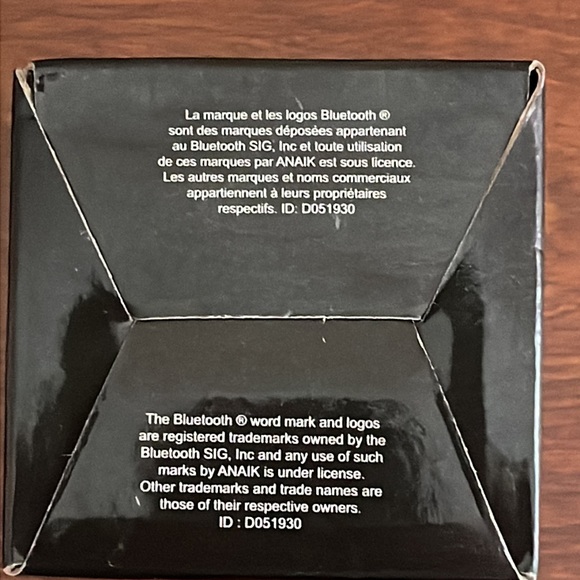 La marque et les logos Bluetooth ®
sont des marques déposées appartenant
au Bluetooth SIG, Inc et toute utilisation
de ces marques par ANAIK est sous licence.
Les autres marques et noms commerciaux
appartiennent à leurs propriétaires
respectifs. ID: D051930
The Bluetooth ® word mark and logos
are registered trademarks owned by the
Bluetooth SIG, Inc and any use of such
marks by ANAIK is under license.
Other trademarks and trade names are
those of their respective owners.
ID : D051930